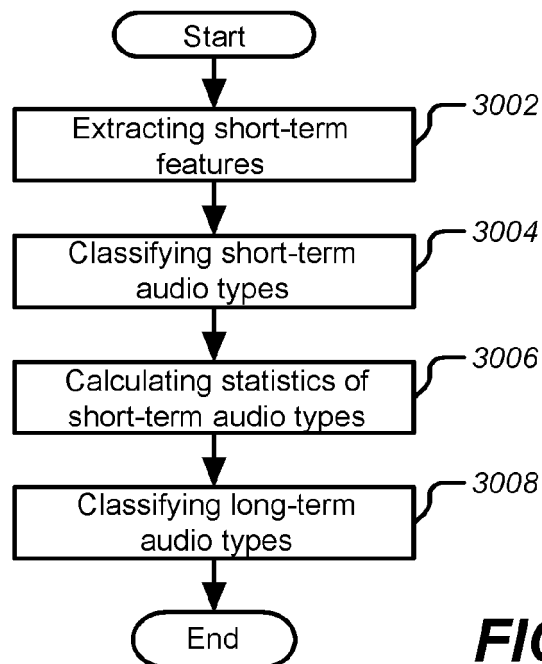 Start
Extracting short-term
features
3002
Classifying short-term
audio types
3004
Calculating statistics of
short-term audio types
3006
Classifying long-term
audio types
3008
End